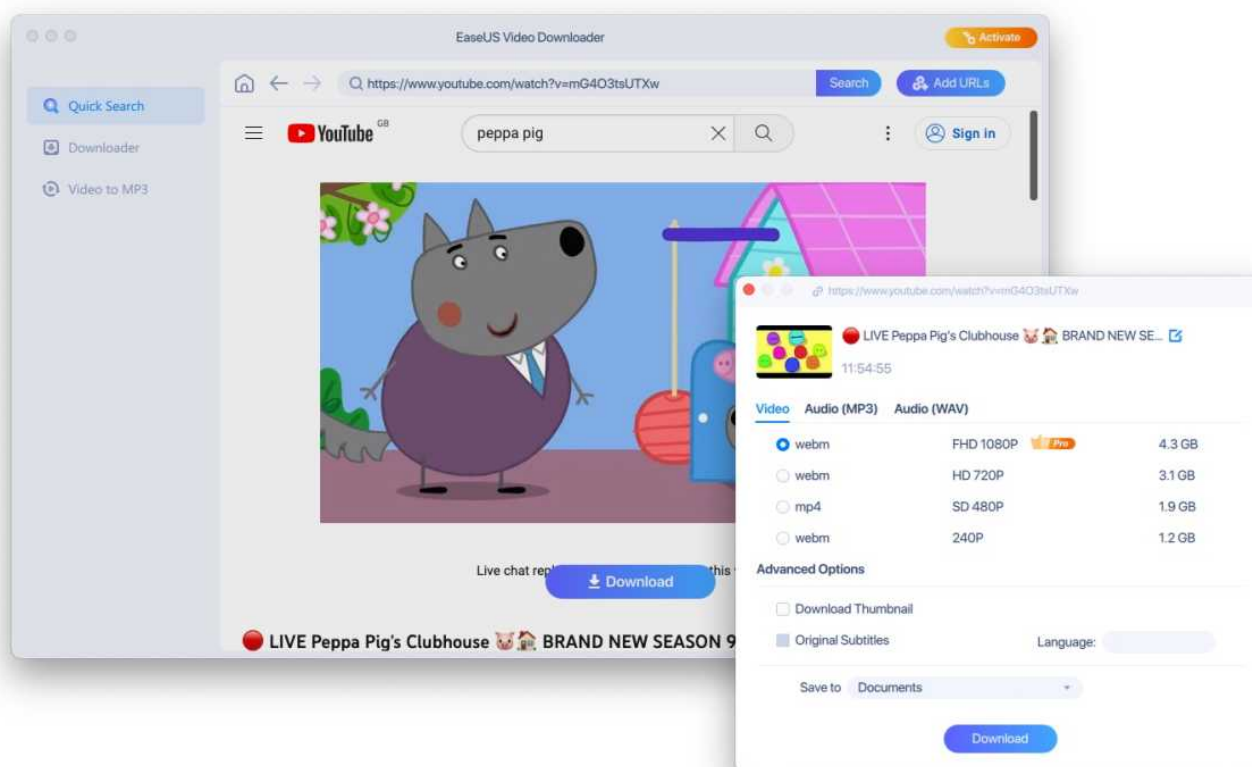 EaseUS Video Downloader
Activate
https://www.youtube.com/watch?v=mG4O3tsUTXw
Search
Add URLs
Quick Search
Downloader
Video to MP3
YouTube GB
peppa pig
Sign in
Live chat repl
this
Download
🔴 LIVE Peppa Pig's Clubhouse 🐷🏠 BRAND NEW SEASON 9
https://www.youtube.com/watch?v=mG4O3tsUTXw
🔴 LIVE Peppa Pig's Clubhouse 🐷🏠 BRAND NEW SE...
11:54:55
Video Audio (MP3) Audio (WAV)
webm FHD 1080P Pro 4.3 GB
webm HD 720P 3.1 GB
mp4 SD 480P 1.9 GB
webm 240P 1.2 GB
Advanced Options
Download Thumbnail
Original Subtitles Language:
Save to Documents
Download